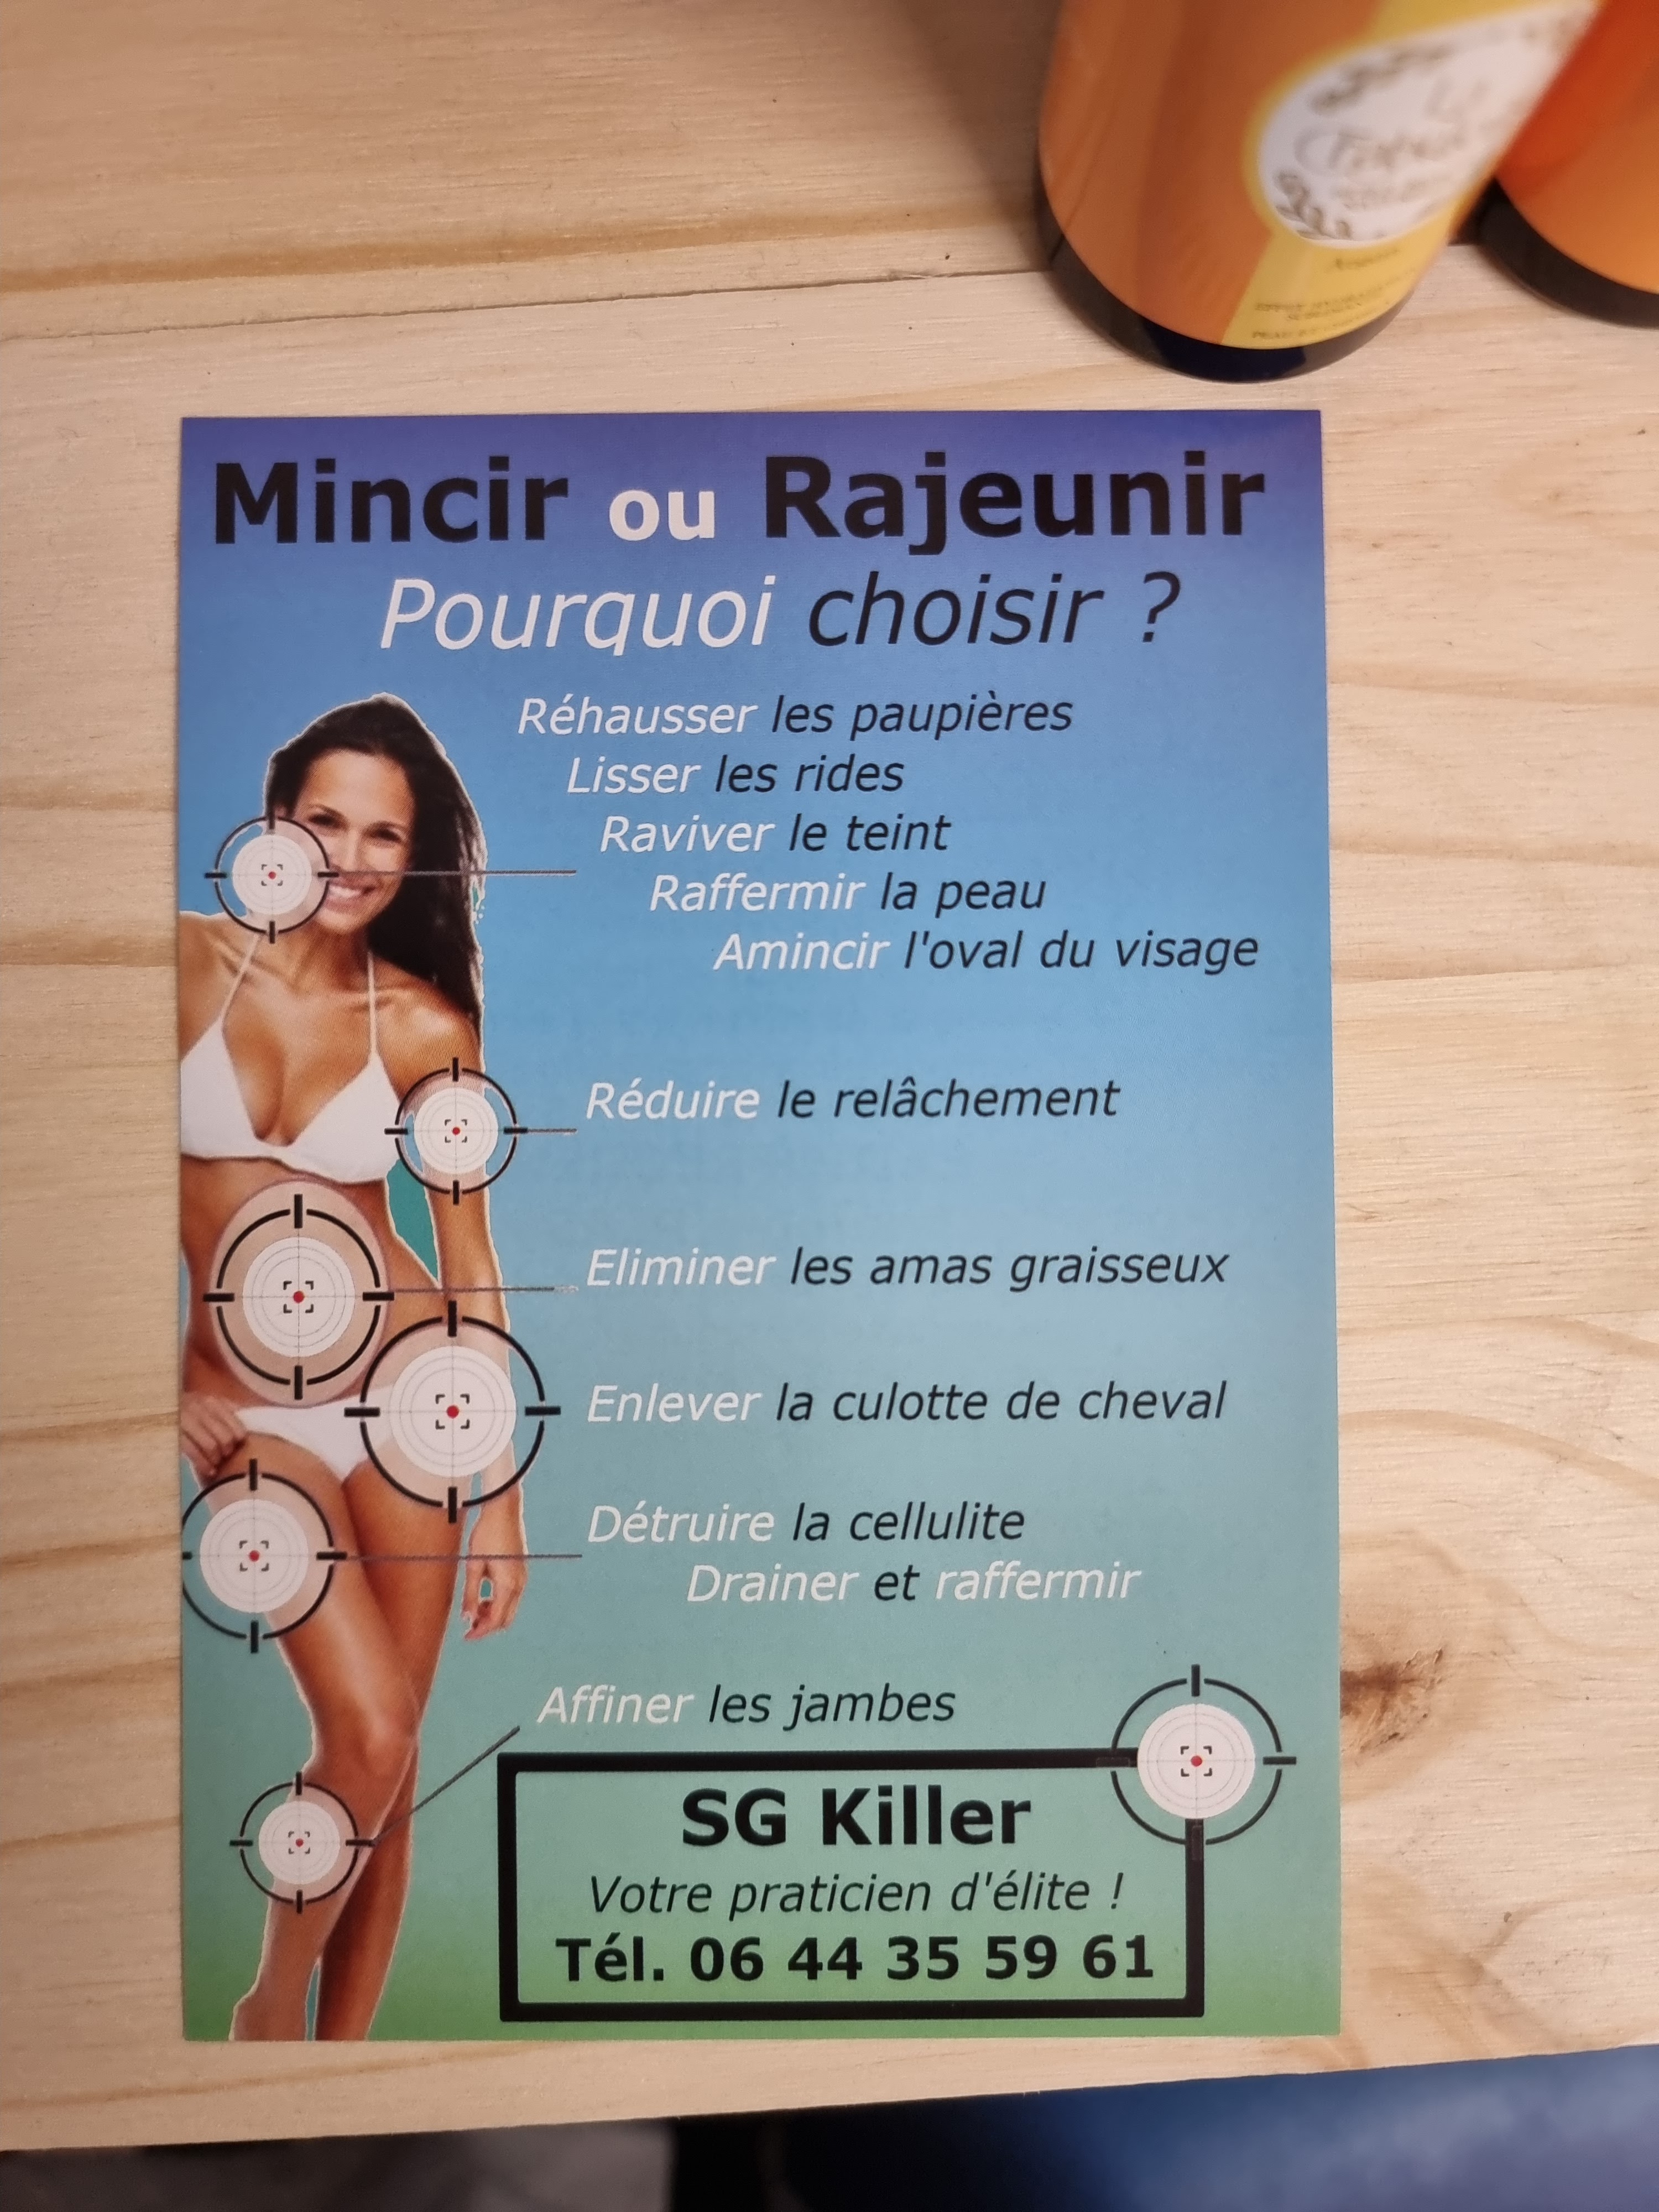 Mincir ou Rajeunir
Pourquoi choisir ?
Réhausser les paupières
Lisser les rides
Raviver le teint
Raffermir la peau
Amincir l'oval du visage
Réduire le relâchement
Eliminer les amas graisseux
Enlever la culotte de cheval
Détruire la cellulite
Drainer et raffermir
Affiner les jambes
SG Killer
Votre praticien d'élite !
Tél. 06 44 35 59 61